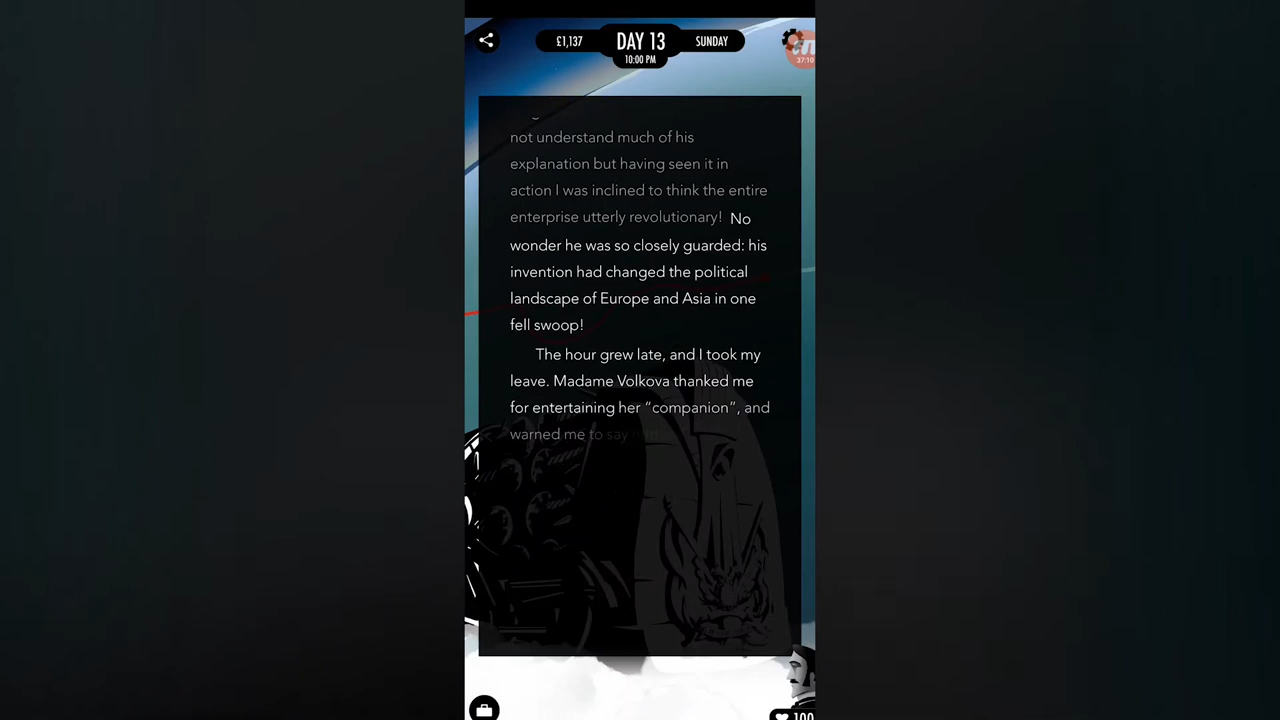 £1,137
DAY 13
SUNDAY
10:00 PM
37:10
not understand much of his
explanation but having seen it in
action I was inclined to think the entire
enterprise utterly revolutionary! No
wonder he was so closely guarded: his
invention had changed the political
landscape of Europe and Asia in one
fell swoop!
The hour grew late, and I took my
leave. Madame Volkova thanked me
for entertaining her “companion”, and
warned me to say
100